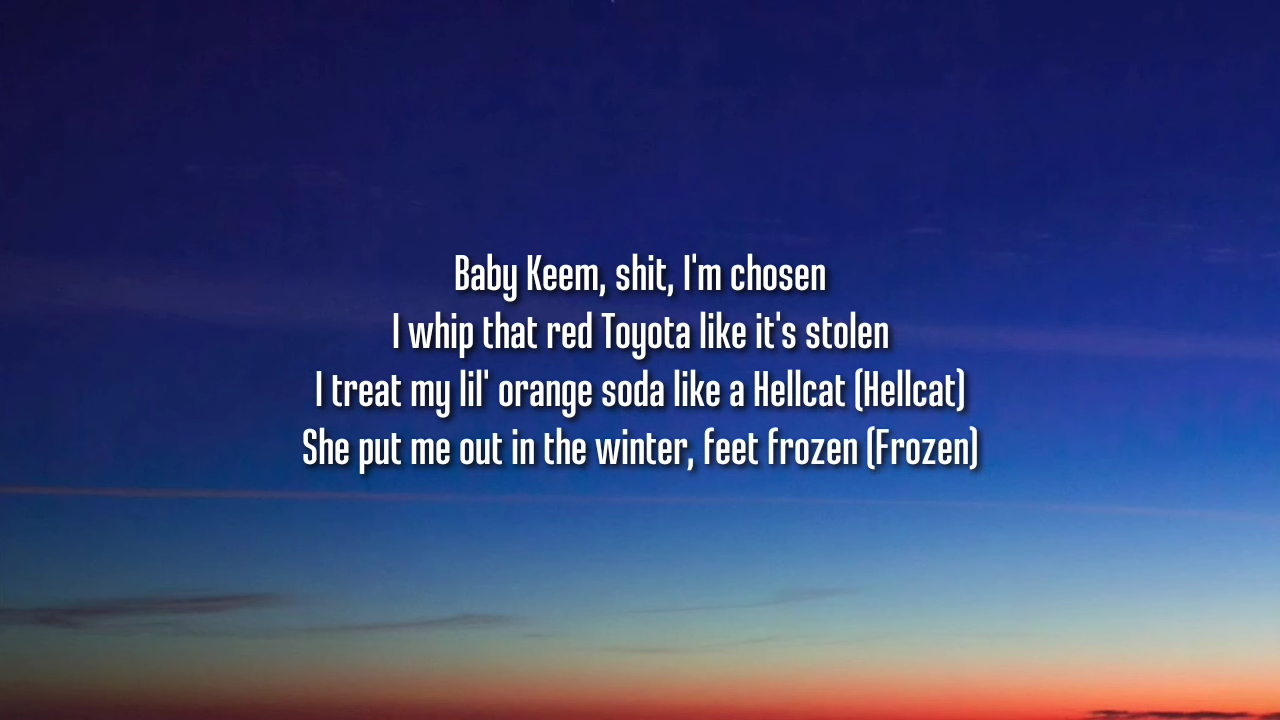 Baby Keem, shit, I'm chosen
I whip that red Toyota like it's stolen
I treat my lil' orange soda like a Hellcat (Hellcat)
She put me out in the winter, feet frozen (Frozen)